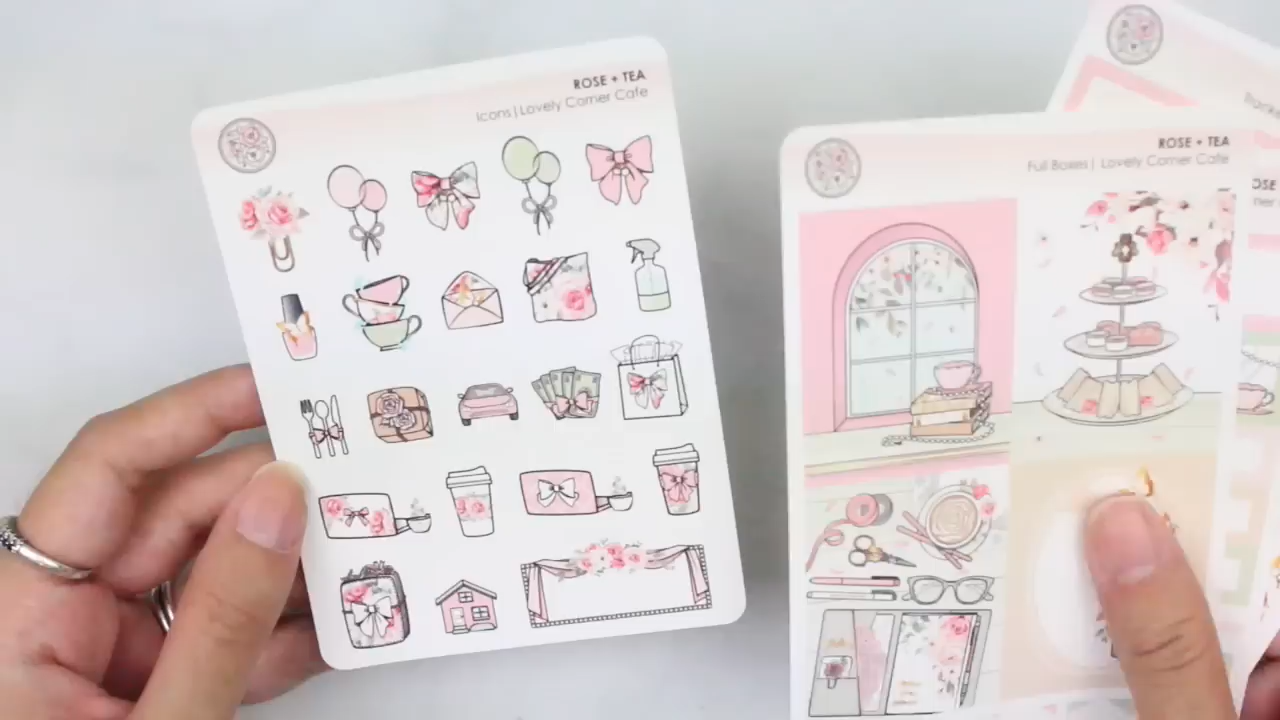 ROSE + TEA
Icons | Lovely Corner Cafe
ROSE + TEA
Full Boxes | Lovely Corner Cafe